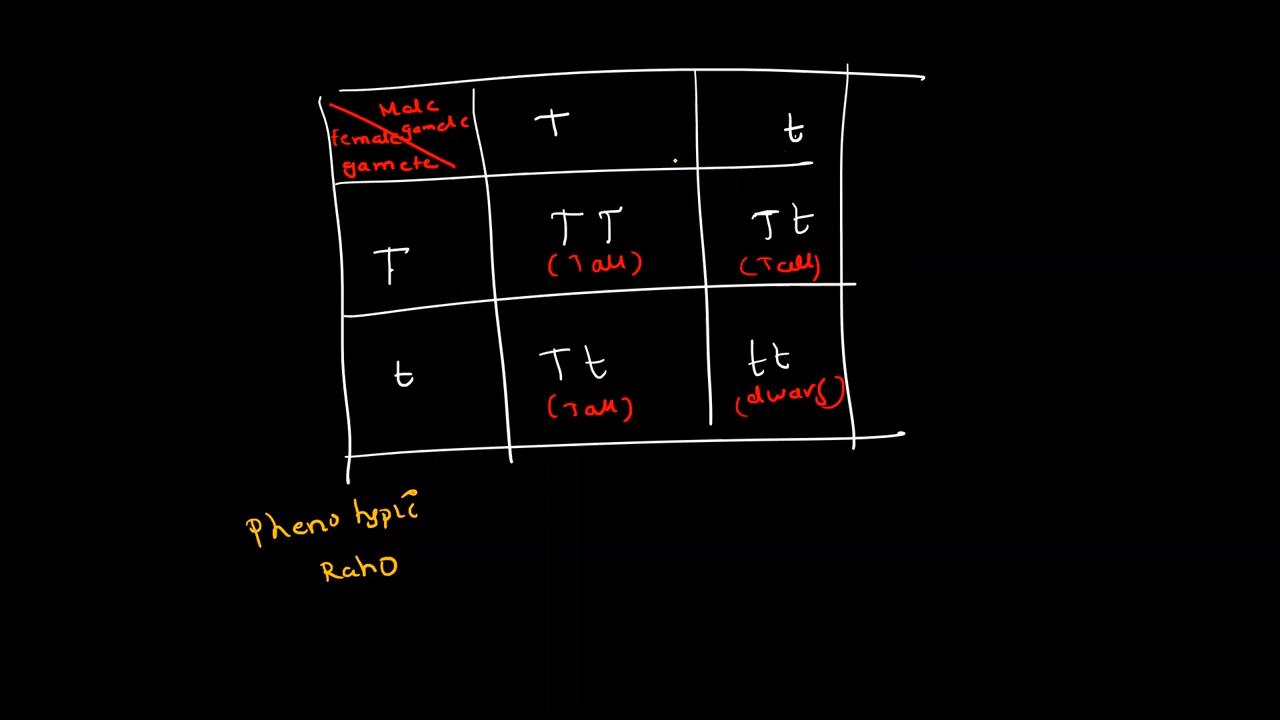 Male
female gamete
gamete
T t
T TT Tt
(Tall) (Tall)
t Tt tt
(Tall) (dwarf)
Phenotypic
Ratio